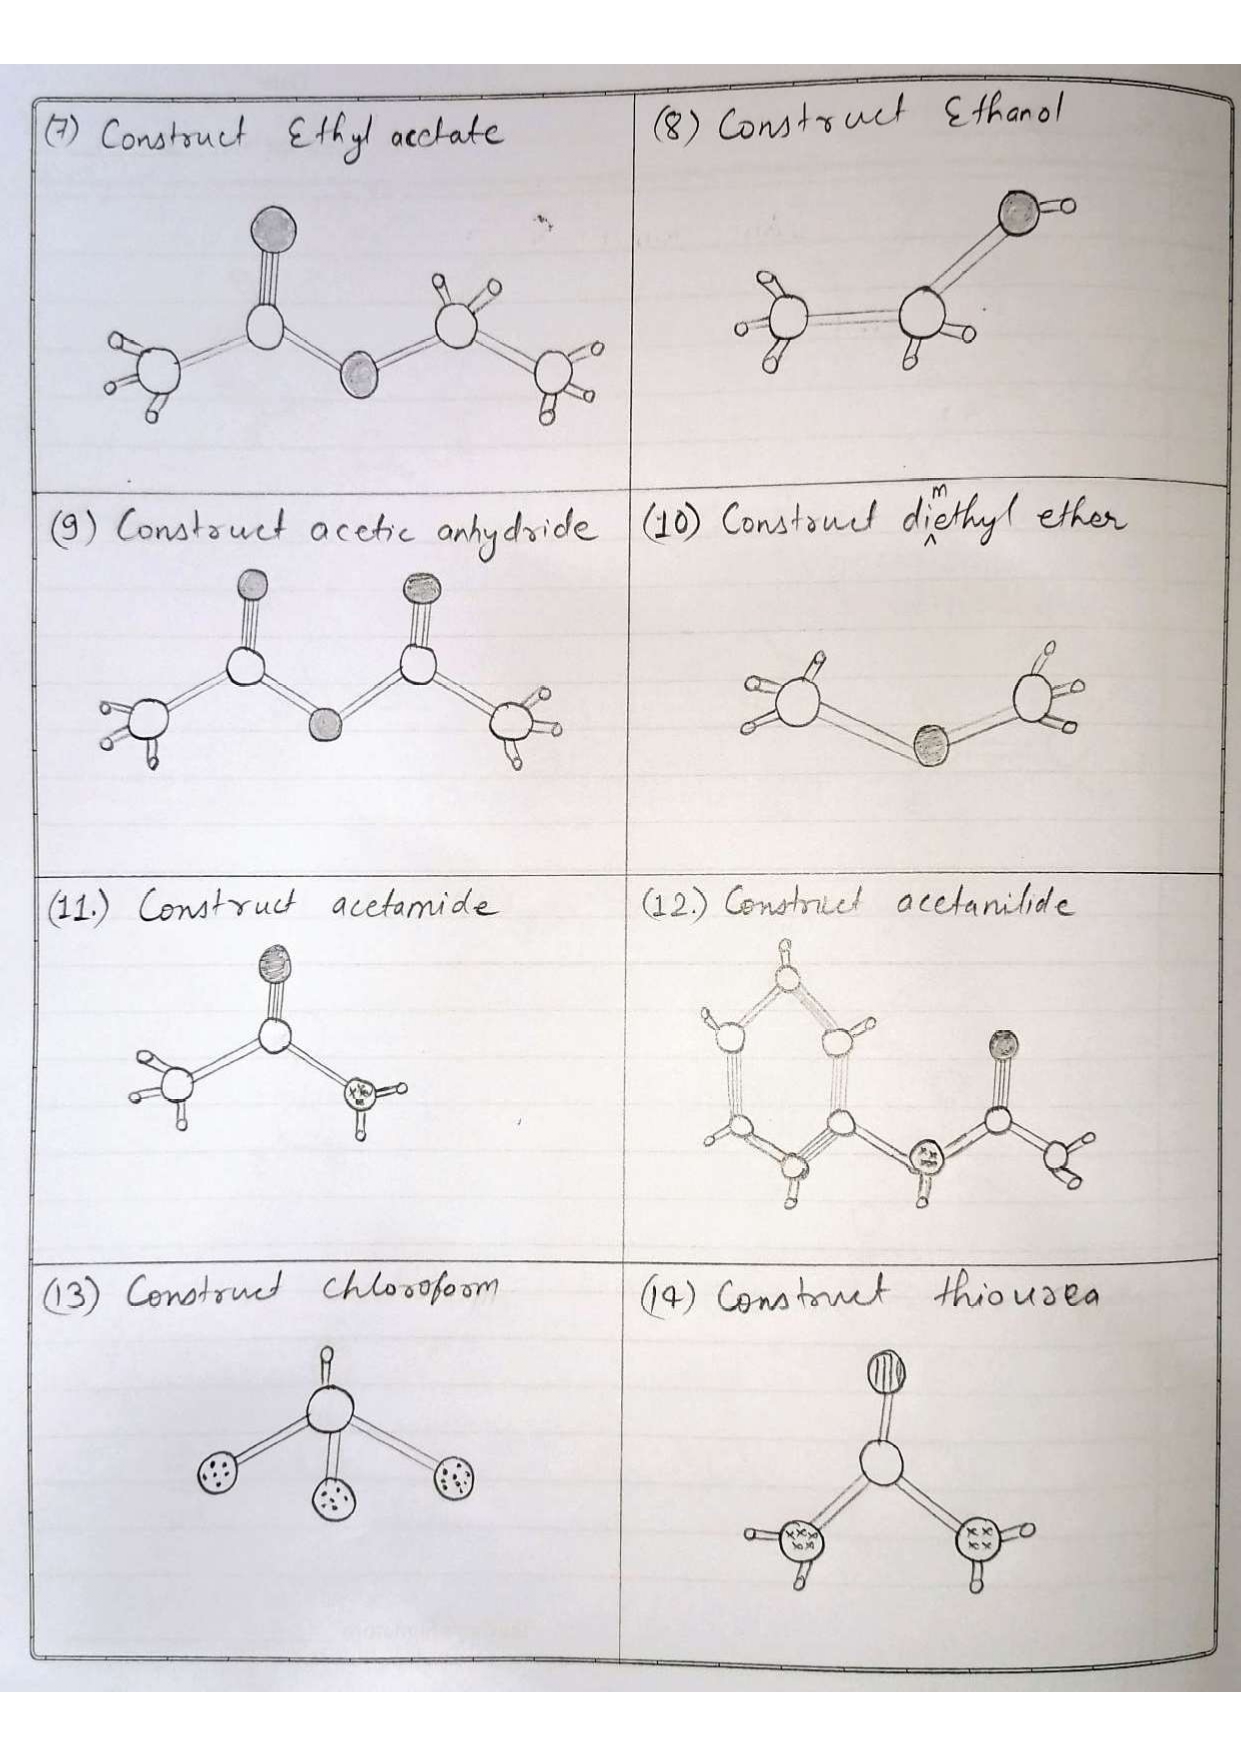 (7) Construct Ethyl acetate
(8) Construct Ethanol
(9) Construct acetic anhydride
(10) Construct dimethyl ether
(11.) Construct acetamide
(12.) Construct acetanilide
(13) Construct chloroform
(14) Construct thiourea